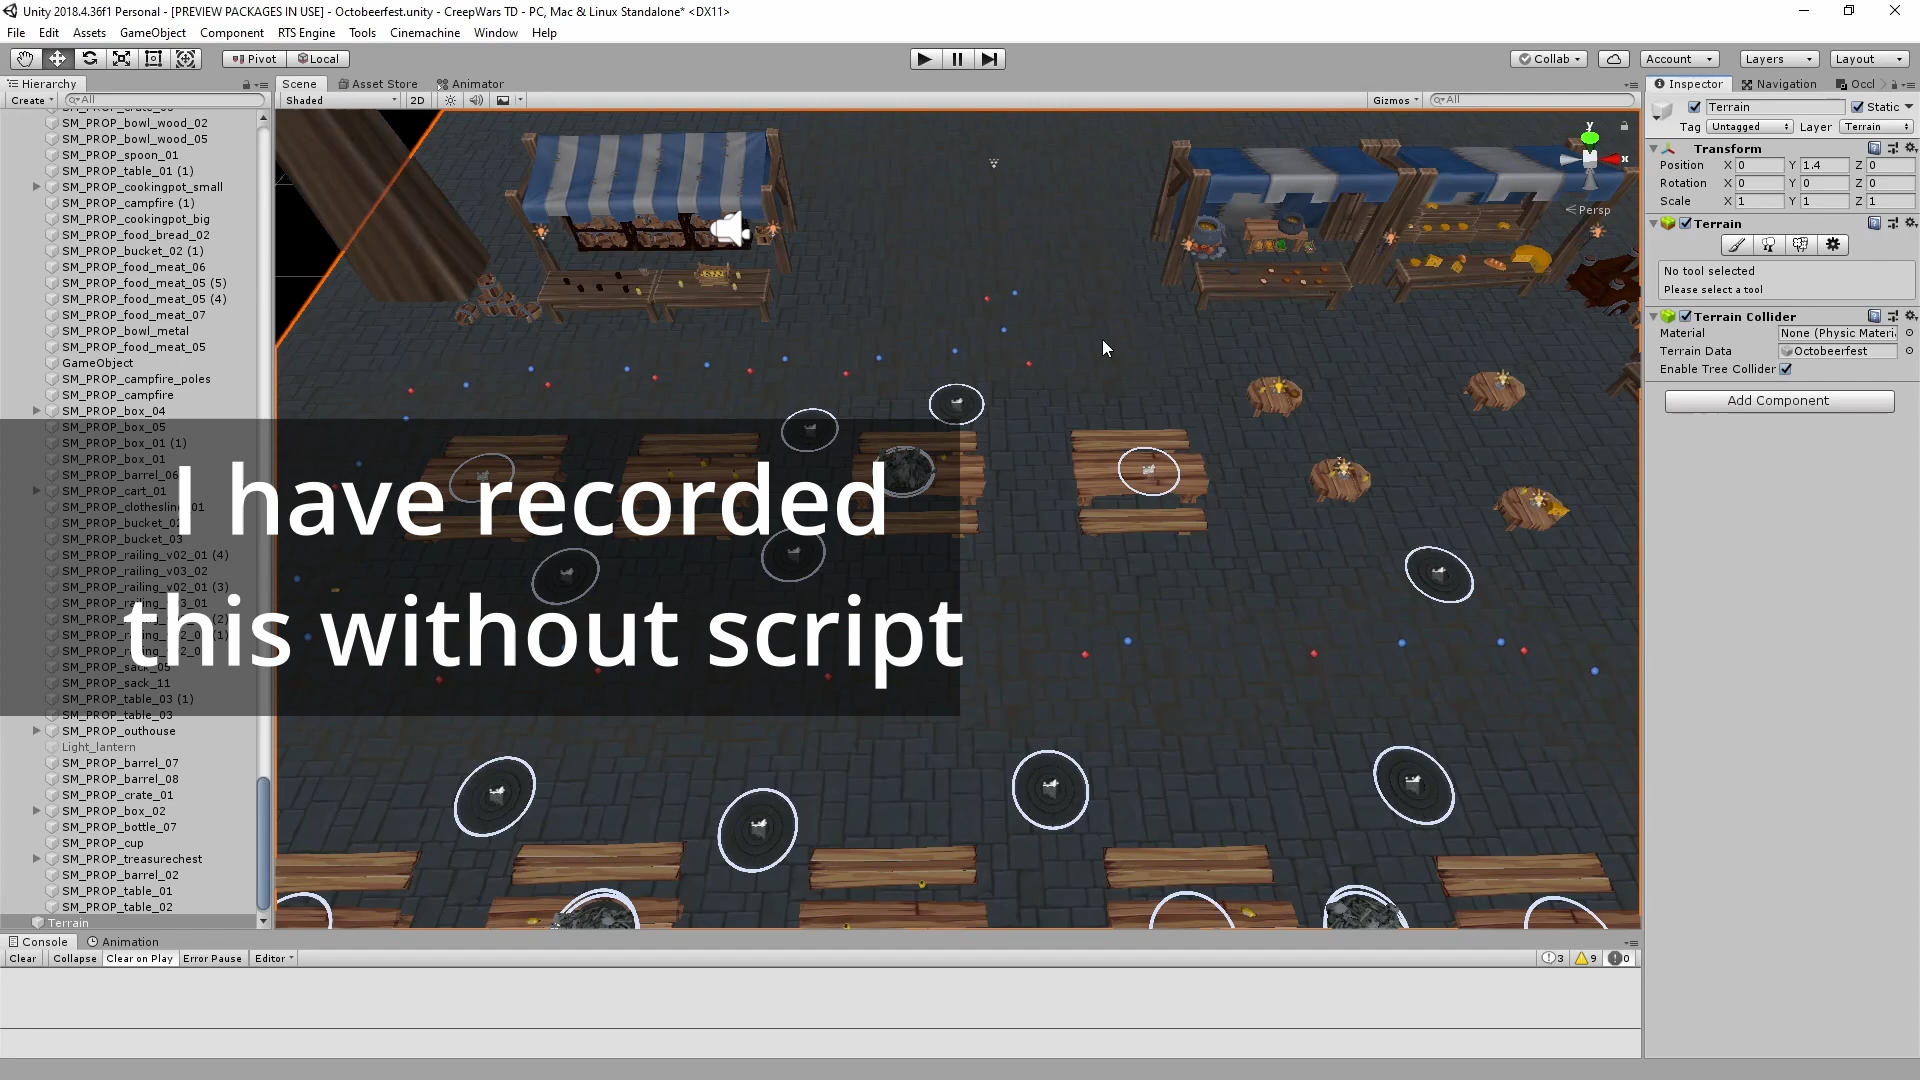 Unity 2018.4.36f1 Personal - [PREVIEW PACKAGES IN USE] - Octobeerfest.unity - CreepWars TD - PC, Mac & Linux Standalone* <DX11>
File Edit Assets GameObject Component RTS Engine Tools Cinemachine Window Help
Pivot Local
Collab Account Layers Layout
Hierarchy
Create All
SM_PROP_bowl_wood_02
SM_PROP_bowl_wood_05
SM_PROP_spoon_01
SM_PROP_table_01 (1)
SM_PROP_cookingpot_small
SM_PROP_campfire (1)
SM_PROP_cookingpot_big
SM_PROP_food_bread_02
SM_PROP_bucket_02 (1)
SM_PROP_food_meat_06
SM_PROP_food_meat_05 (5)
SM_PROP_food_meat_05 (4)
SM_PROP_food_meat_07
SM_PROP_bowl_metal
SM_PROP_food_meat_05
GameObject
SM_PROP_campfire_poles
SM_PROP_campfire
SM_PROP_box_04
SM_PROP_box_05
SM_PROP_box_01 (1)
SM_PROP_box_01
SM_PROP_barrel_06
SM_PROP_cart_01
SM_PROP_bucket_03
SM_PROP_railing_v02_01 (4)
SM_PROP_railing_v03_02
SM_PROP_railing_v02_01 (3)
SM_PROP_sack_05
SM_PROP_sack_11
SM_PROP_table_03 (1)
SM_PROP_table_03
SM_PROP_outhouse
Light_lantern
SM_PROP_barrel_07
SM_PROP_barrel_08
SM_PROP_crate_01
SM_PROP_box_02
SM_PROP_bottle_07
SM_PROP_cup
SM_PROP_treasurechest
SM_PROP_barrel_02
SM_PROP_table_01
SM_PROP_table_02
Terrain
Scene Asset Store Animator
Shaded 2D Gizmos All
y
x
Persp
I have recorded
this without script
Inspector Navigation Occl
Terrain Static
Tag Untagged Layer Terrain
Transform
Position X 0 Y 1.4 Z 0
Rotation X 0 Y 0 Z 0
Scale X 1 Y 1 Z 1
Terrain
No tool selected
Please select a tool
Terrain Collider
Material None (Physic Materi
Terrain Data Octobeerfest
Enable Tree Collider
Add Component
Console Animation
Clear Collapse Clear on Play Error Pause Editor 3 9 0